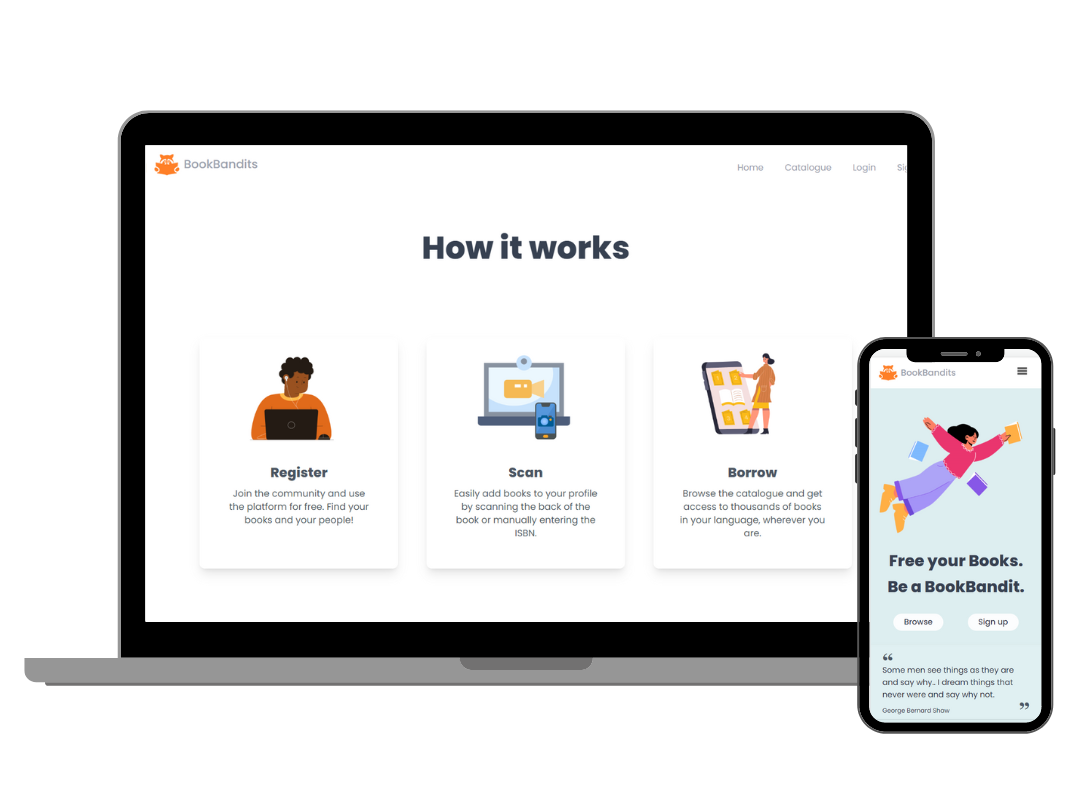 BookBandits
Home Catalogue Login
How it works
Register
Join the community and use
the platform for free. Find your
books and your people!
Scan
Easily add books to your profile
by scanning the back of the
book or manually entering the
ISBN.
Borrow
Browse the catalogue and get
access to thousands of books
in your language, wherever you
are.
BookBandits
Free your Books.
Be a BookBandit.
Browse Sign up
“
Some men see things as they are
and say why.. I dream things that
never were and say why not.
”
George Bernard Shaw